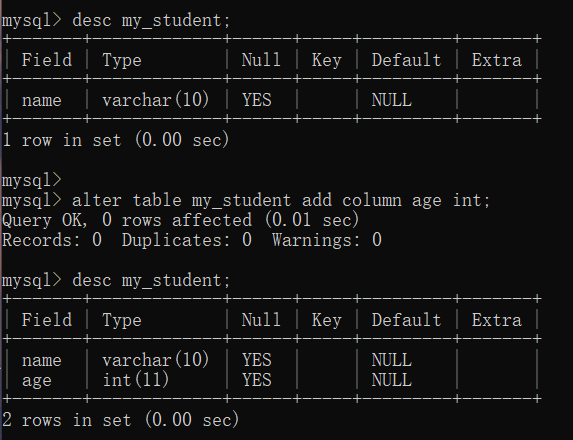 mysql> desc my_student;
+-------+-------------+------+-----+---------+-------+
| Field | Type        | Null | Key | Default | Extra |
+-------+-------------+------+-----+---------+-------+
| name  | varchar(10) | YES  |     | NULL    |       |
+-------+-------------+------+-----+---------+-------+
1 row in set (0.00 sec)
mysql>
mysql> alter table my_student add column age int;
Query OK, 0 rows affected (0.01 sec)
Records: 0  Duplicates: 0  Warnings: 0
mysql> desc my_student;
+-------+-------------+------+-----+---------+-------+
| Field | Type        | Null | Key | Default | Extra |
+-------+-------------+------+-----+---------+-------+
| name  | varchar(10) | YES  |     | NULL    |       |
| age   | int(11)     | YES  |     | NULL    |       |
+-------+-------------+------+-----+---------+-------+
2 rows in set (0.00 sec)